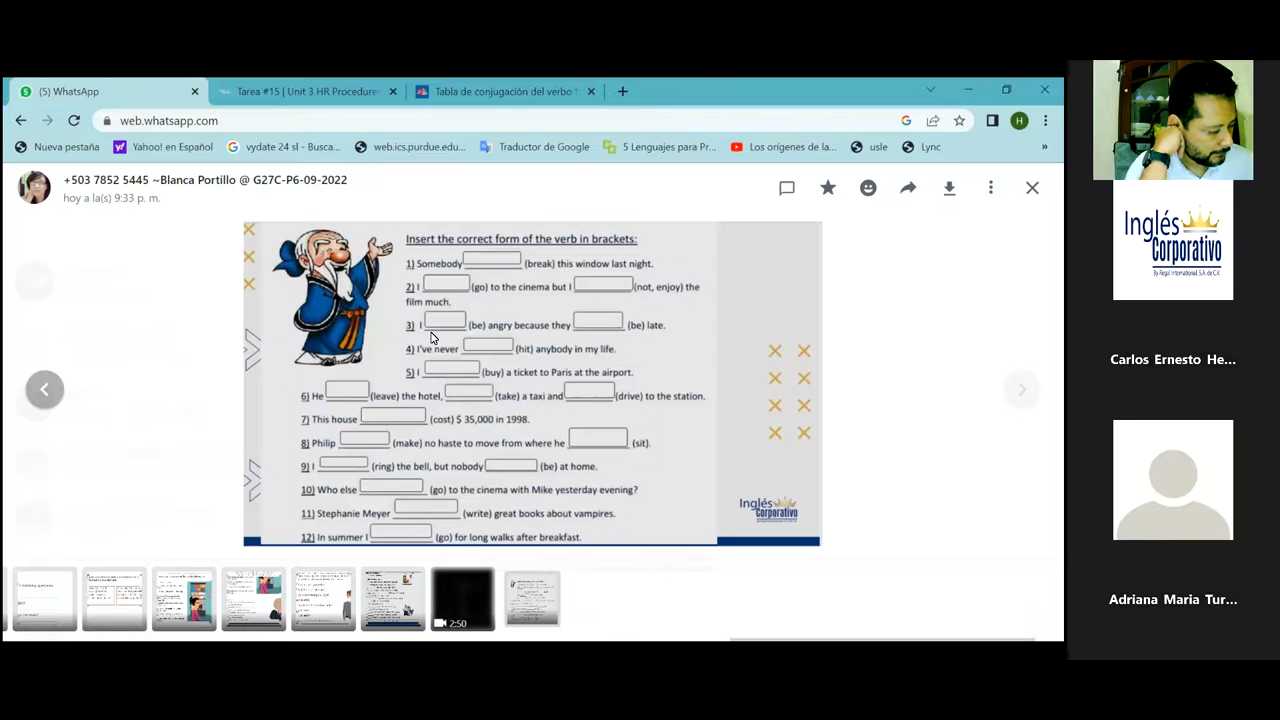 (5) WhatsApp
Tarea #15 | Unit 3 HR Procedures
Tabla de conjugación del verbo
web.whatsapp.com
H
Nueva pestaña
Yahoo! en Español
vydate 24 sl - Busca...
web.ics.purdue.edu...
Traductor de Google
5 Lenguajes para Pr...
Los orígenes de la...
usle
Lync
»
+503 7852 5445 ~Blanca Portillo @ G27C-P6-09-2022
hoy a la(s) 9:33 p. m.
Insert the correct form of the verb in brackets:
1) Somebody (break) this window last night.
2) I (go) to the cinema but I (not, enjoy) the
film much.
3) I (be) angry because they (be) late.
4) I've never (hit) anybody in my life.
5) I (buy) a ticket to Paris at the airport.
6) He (leave) the hotel, (take) a taxi and (drive) to the station.
7) This house (cost) $ 35,000 in 1998.
8) Philip (make) no haste to move from where he (sit).
9) I (ring) the bell, but nobody (be) at home.
10) Who else (go) to the cinema with Mike yesterday evening?
11) Stephanie Meyer (write) great books about vampires.
12) In summer I (go) for long walks after breakfast.
Inglés
Corporativo
2:50
Inglés
Corporativo
By Regal International, S.A. de C.V.
Carlos Ernesto He...
Adriana Maria Tur...